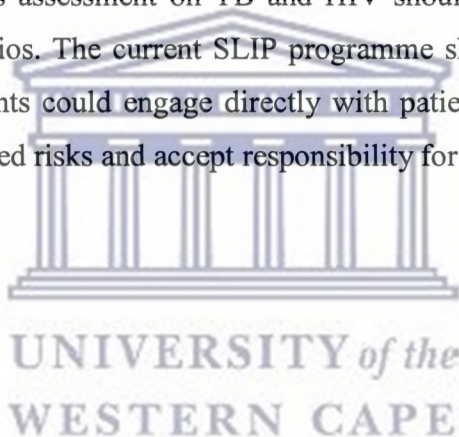 assessment on TB and HIV shou
ios. The current SLIP programme s
nts could engage directly with patie
ed risks and accept responsibility for
UNIVERSITY of the
WESTERN CAPE